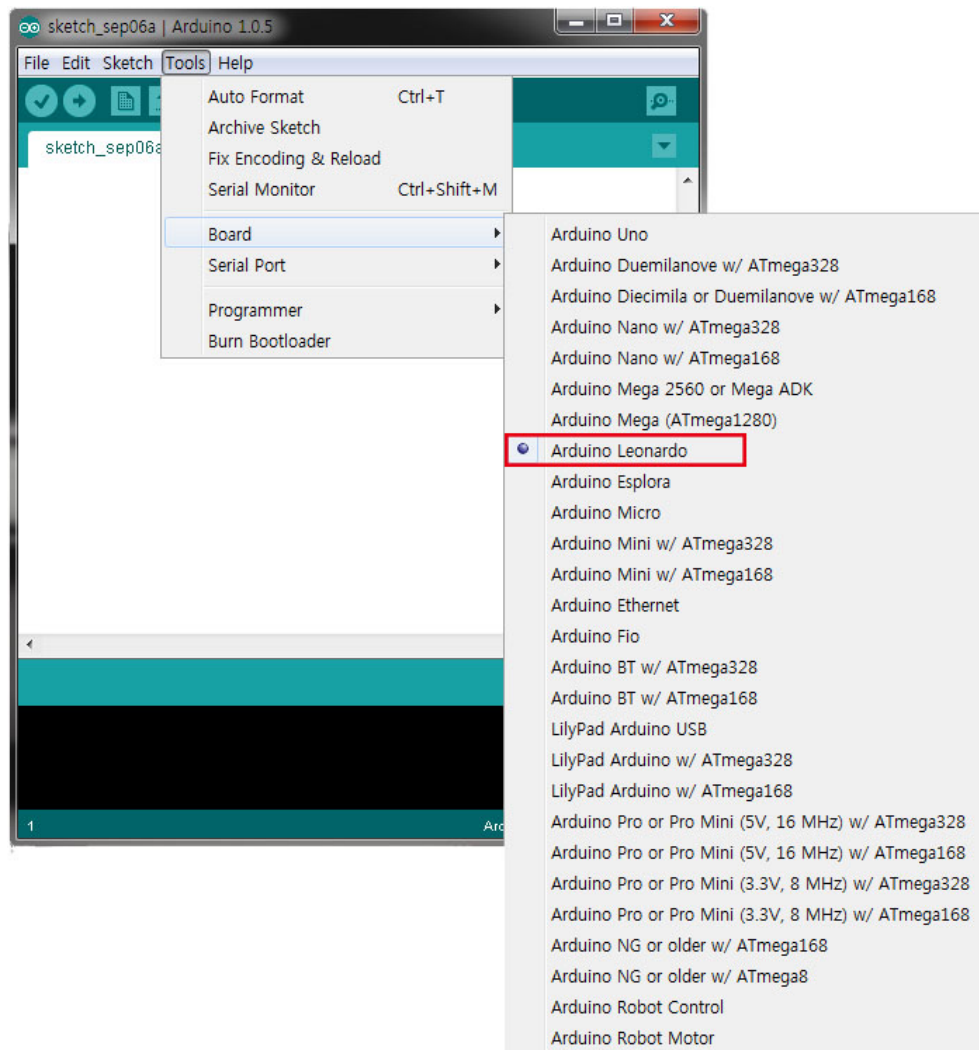 sketch_sep06a | Arduino 1.0.5
File Edit Sketch Tools Help
Auto Format Ctrl+T
Archive Sketch
Fix Encoding & Reload
Serial Monitor Ctrl+Shift+M
Board
Serial Port
Programmer
Burn Bootloader
sketch_sep06a
Arduino Uno
Arduino Duemilanove w/ ATmega328
Arduino Diecimila or Duemilanove w/ ATmega168
Arduino Nano w/ ATmega328
Arduino Nano w/ ATmega168
Arduino Mega 2560 or Mega ADK
Arduino Mega (ATmega1280)
Arduino Leonardo
Arduino Esplora
Arduino Micro
Arduino Mini w/ ATmega328
Arduino Mini w/ ATmega168
Arduino Ethernet
Arduino Fio
Arduino BT w/ ATmega328
Arduino BT w/ ATmega168
LilyPad Arduino USB
LilyPad Arduino w/ ATmega328
LilyPad Arduino w/ ATmega168
Arduino Pro or Pro Mini (5V, 16 MHz) w/ ATmega328
Arduino Pro or Pro Mini (5V, 16 MHz) w/ ATmega168
Arduino Pro or Pro Mini (3.3V, 8 MHz) w/ ATmega328
Arduino Pro or Pro Mini (3.3V, 8 MHz) w/ ATmega168
Arduino NG or older w/ ATmega168
Arduino NG or older w/ ATmega8
Arduino Robot Control
Arduino Robot Motor
1 Ard